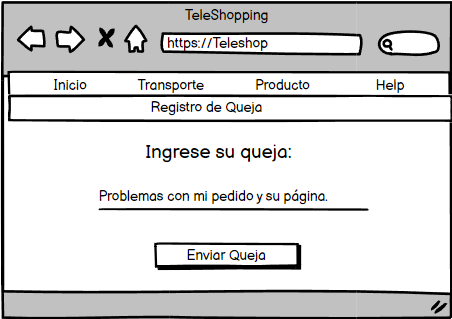 TeleShopping
https://Teleshop
Inicio Transporte Producto Help
Registro de Queja
Ingrese su queja:
Problemas con mi pedido y su página.
Enviar Queja